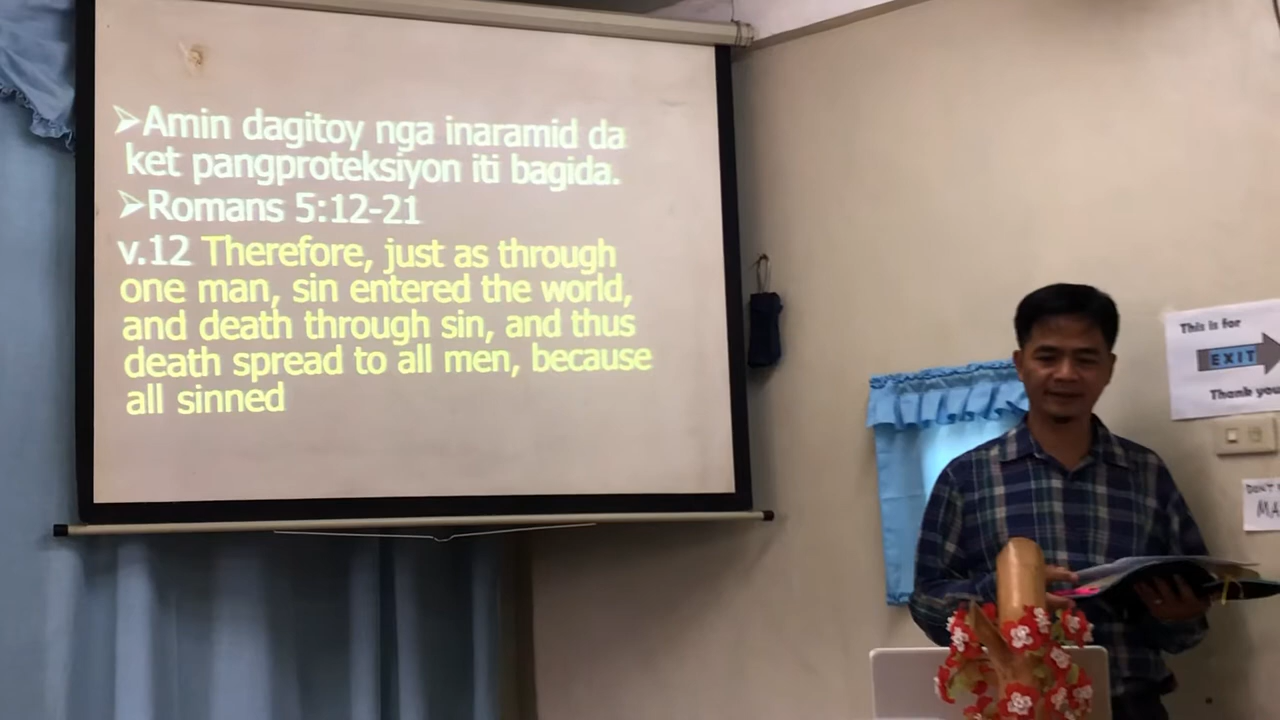 ➢Amin dagitoy nga inaramid da
ket pangproteksiyon iti bagida.
➢Romans 5:12-21
v.12 Therefore, just as through
one man, sin entered the world,
and death through sin, and thus
death spread to all men, because
all sinned
This is for
EXIT
Thank you
DON'T